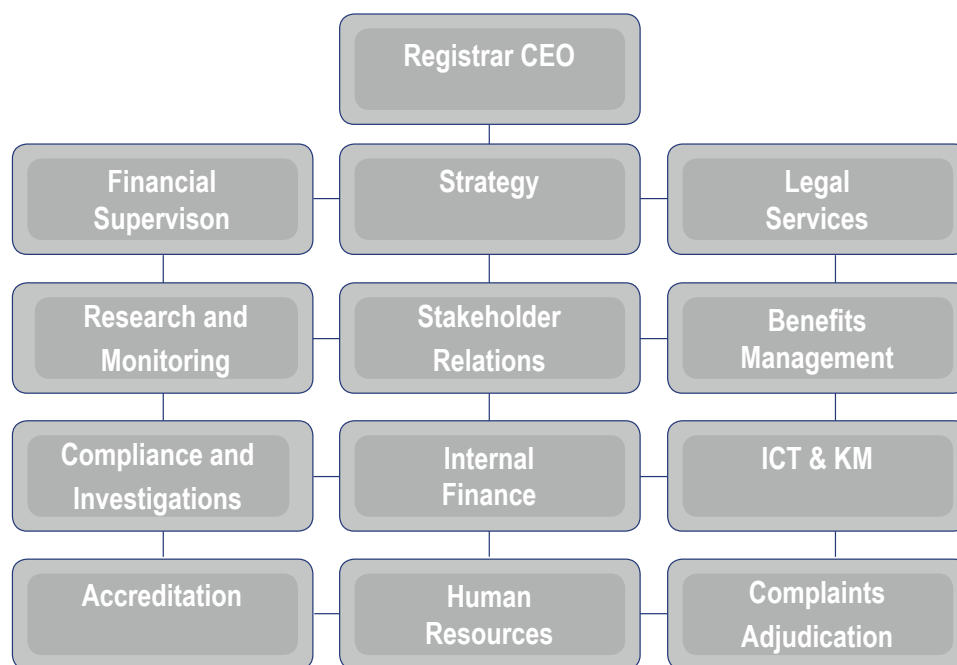 Registrar CEO
Financial
Supervison
Strategy
Legal
Services
Research and
Monitoring
Stakeholder
Relations
Benefits
Management
Compliance and
Investigations
Internal
Finance
ICT & KM
Accreditation
Human
Resources
Complaints
Adjudication